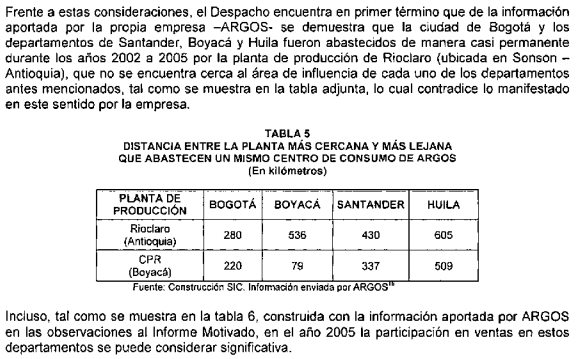 Frente a estas consideraciones, el Despacho encuentra en primer término que de la información
aportada por la propia empresa –ARGOS- se demuestra que la ciudad de Bogotá y los
departamentos de Santander, Boyacá y Huila fueron abastecidos de manera casi permanente
durante los años 2002 a 2005 por la planta de producción de Rioclaro (ubicada en Sonson –
Antioquia), que no se encuentra cerca al área de influencia de cada uno de los departamentos
antes mencionados, tal como se muestra en la tabla adjunta, lo cual contradice lo manifestado
en este sentido por la empresa.
TABLA 5
DISTANCIA ENTRE LA PLANTA MÁS CERCANA Y MÁS LEJANA
QUE ABASTECEN UN MISMO CENTRO DE CONSUMO DE ARGOS
(En kilómetros)
PLANTA DE PRODUCCIÓN BOGOTÁ BOYACÁ SANTANDER HUILA
Rioclaro (Antioquia) 280 536 430 605
CPR (Boyacá) 220 79 337 509
Fuente: Construcción SIC. Información enviada por ARGOS
Incluso, tal como se muestra en la tabla 6, construida con la información aportada por ARGOS
en las observaciones al Informe Motivado, en el año 2005 la participación en ventas en estos
departamentos se puede considerar significativa.